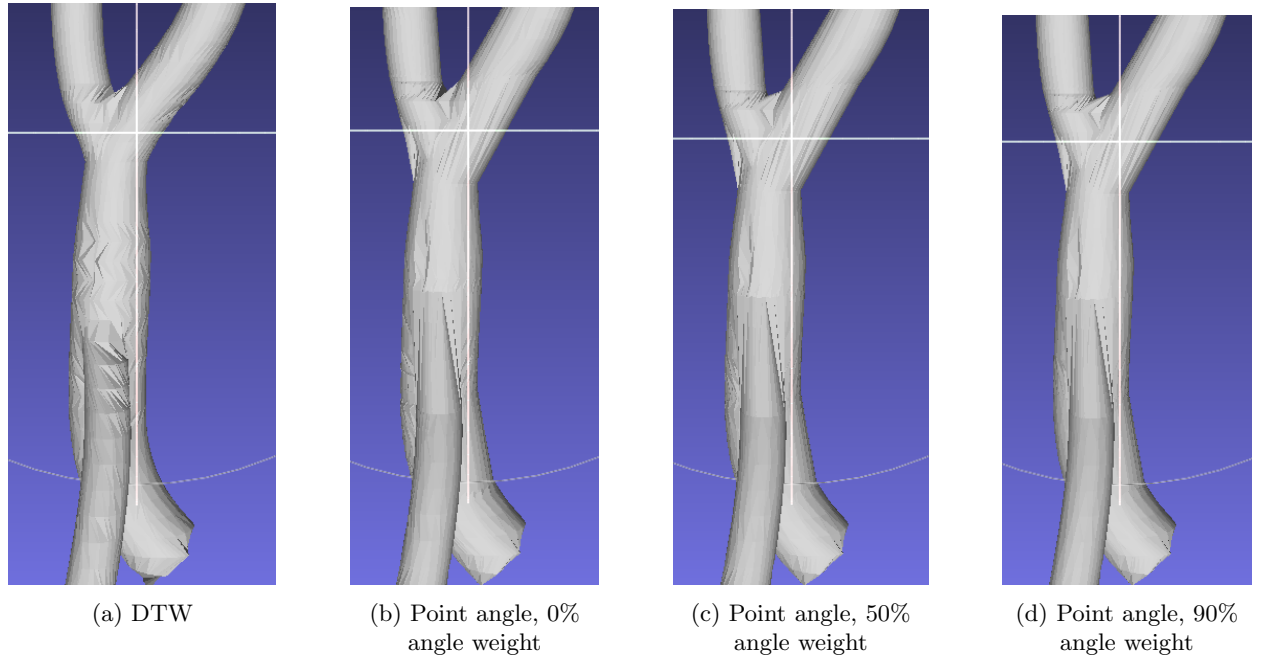 (a) DTW
(b) Point angle, 0%
angle weight
(c) Point angle, 50%
angle weight
(d) Point angle, 90%
angle weight